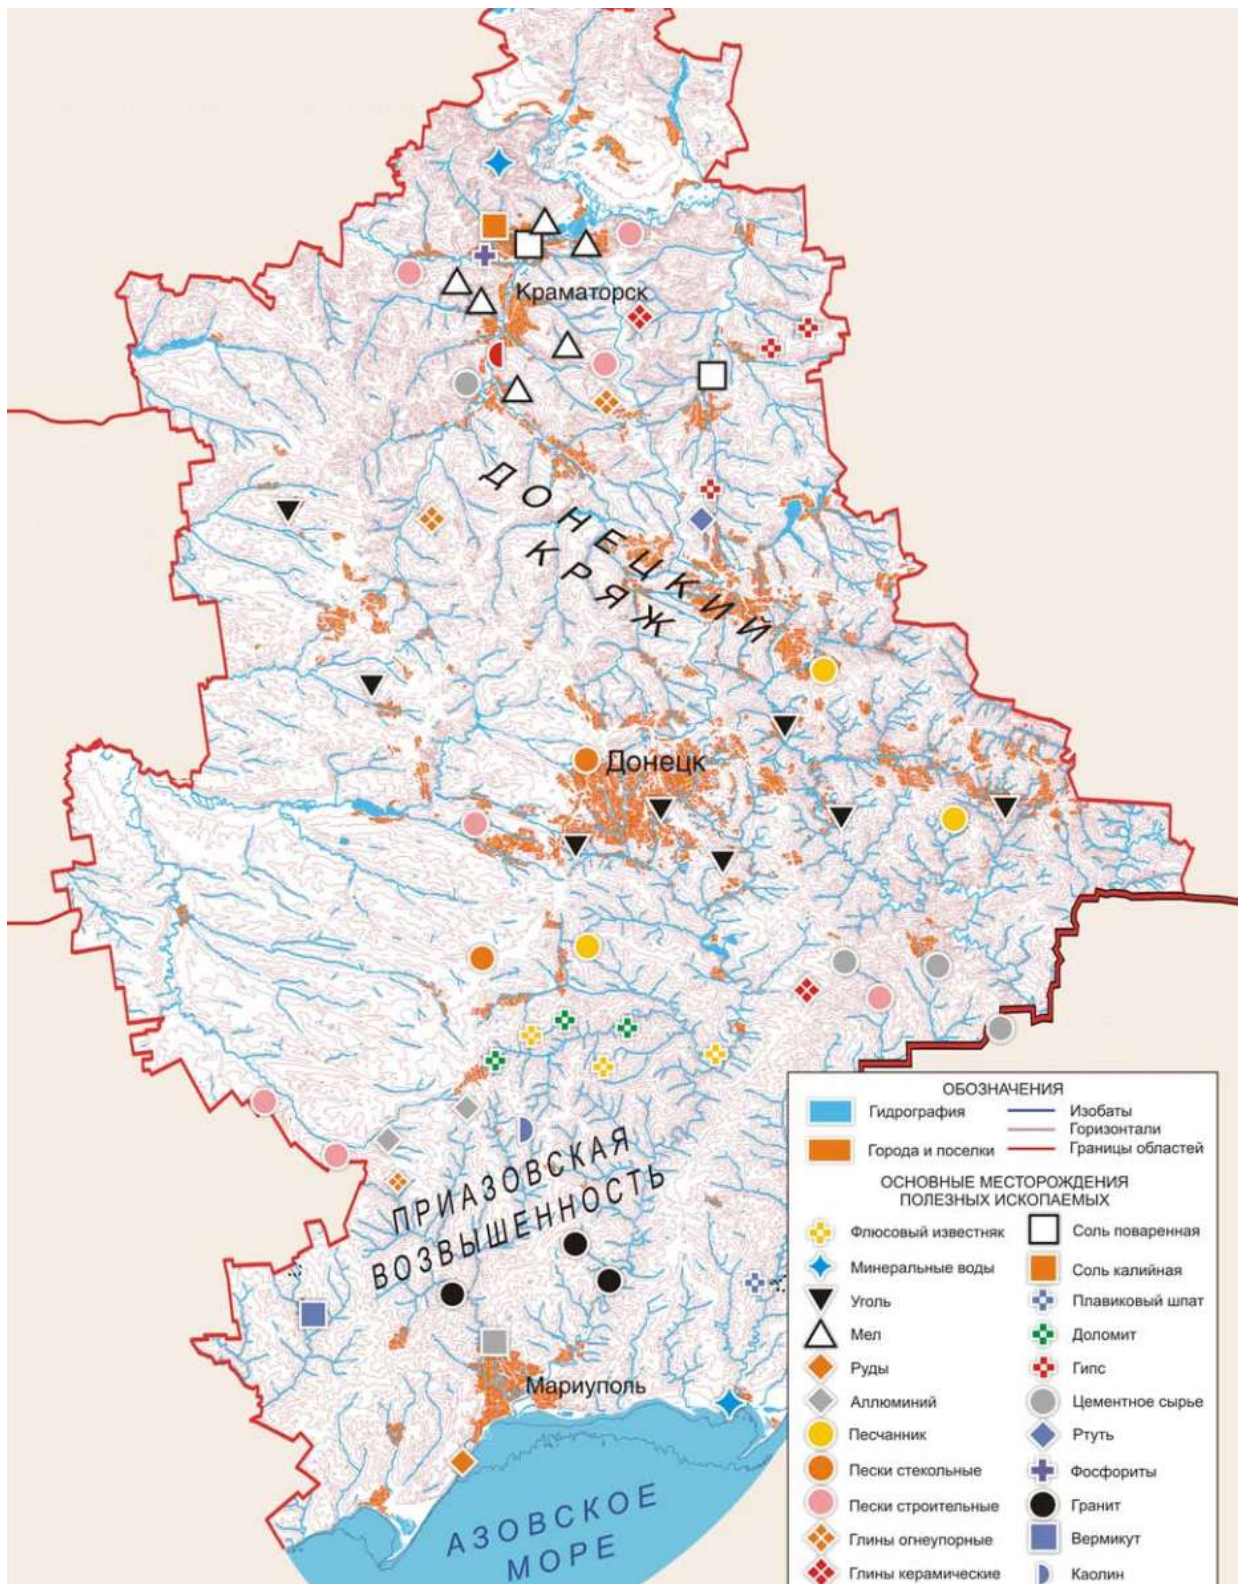 Краматорск
ДОНЕЦКИЙ
КРЯЖ
Донецк
ПРИАЗОВСКАЯ
ВОЗВЫШЕННОСТЬ
Мариуполь
АЗОВСКОЕ
МОРЕ
ОБОЗНАЧЕНИЯ
Гидрография
Изобаты
Горизонтали
Города и поселки
Границы областей
ОСНОВНЫЕ МЕСТОРОЖДЕНИЯ
ПОЛЕЗНЫХ ИСКОПАЕМЫХ
Флюсовый известняк
Соль поваренная
Минеральные воды
Соль калийная
Уголь
Плавиковый шпат
Мел
Доломит
Руды
Гипс
Аллюминий
Цементное сырье
Песчанник
Ртуть
Пески стекольные
Фосфориты
Пески строительные
Гранит
Глины огнеупорные
Вермикут
Глины керамические
Каолин